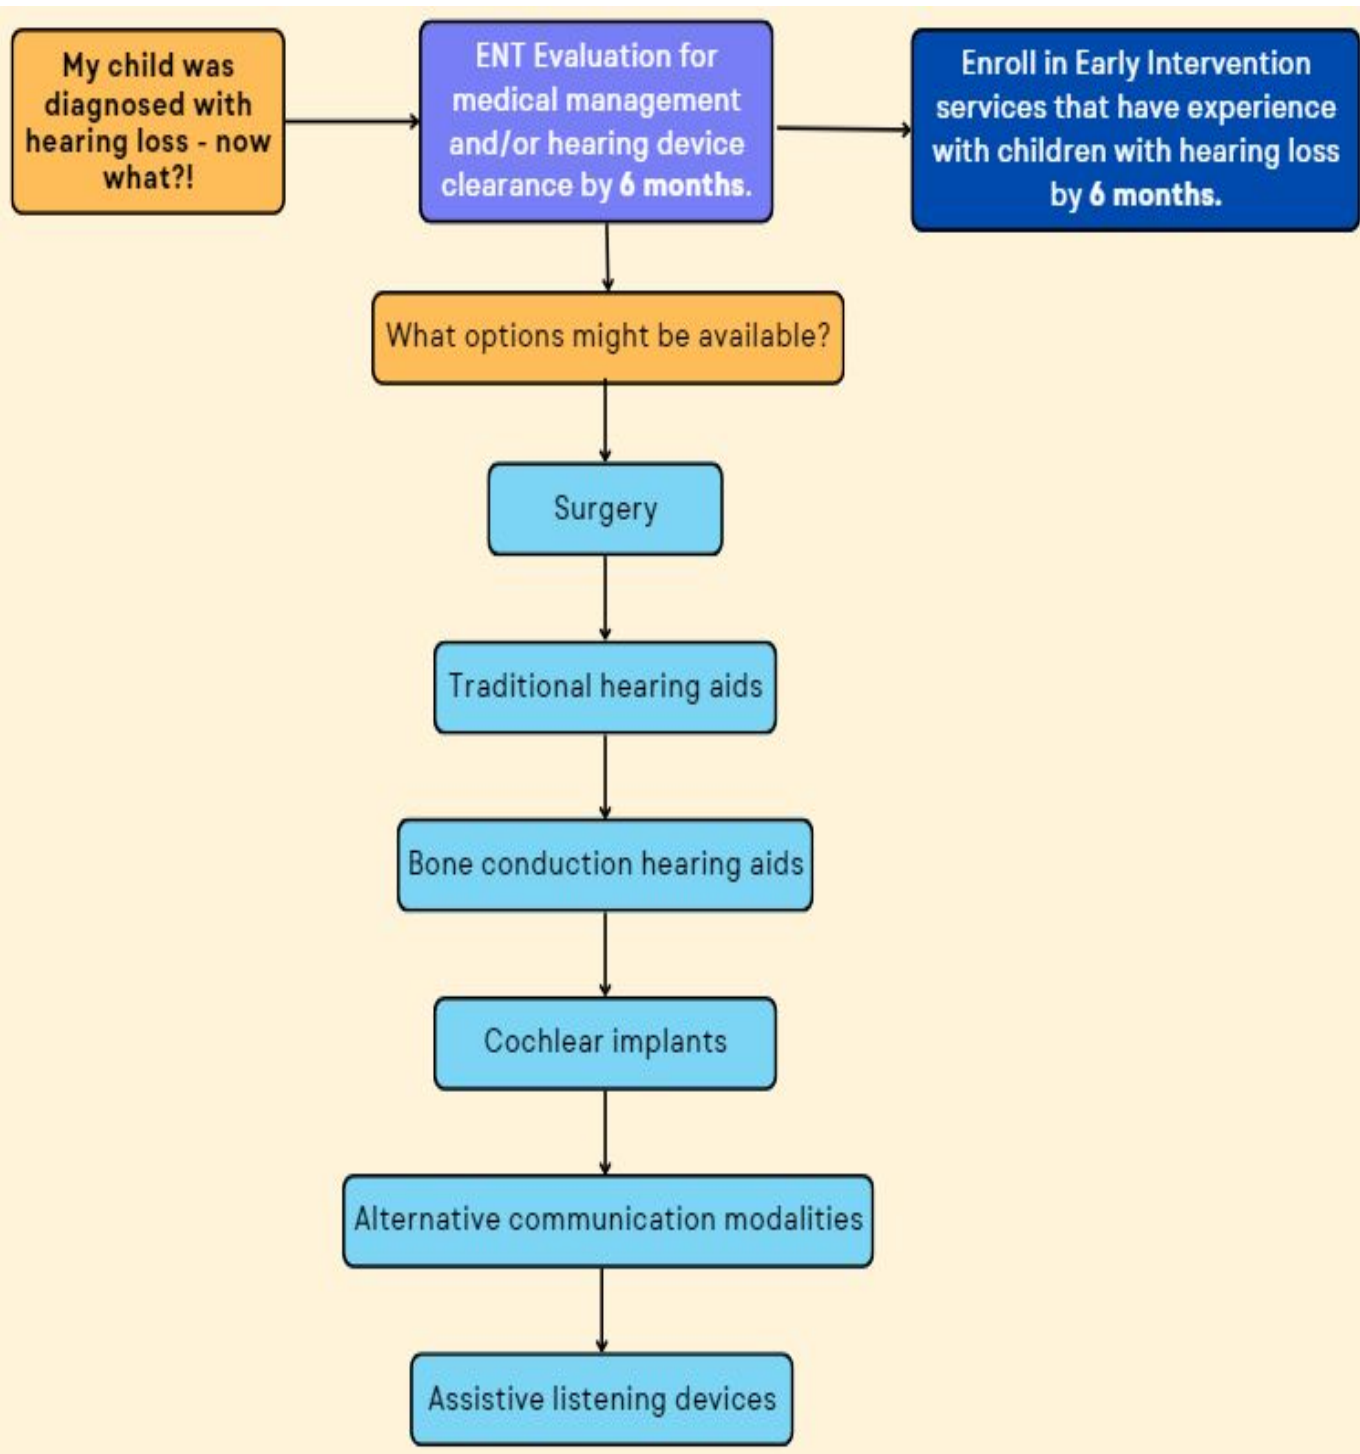 My child was
diagnosed with
hearing loss - now
what?!
ENT Evaluation for
medical management
and/or hearing device
clearance by 6 months.
Enroll in Early Intervention
services that have experience
with children with hearing loss
by 6 months.
What options might be available?
Surgery
Traditional hearing aids
Bone conduction hearing aids
Cochlear implants
Alternative communication modalities
Assistive listening devices